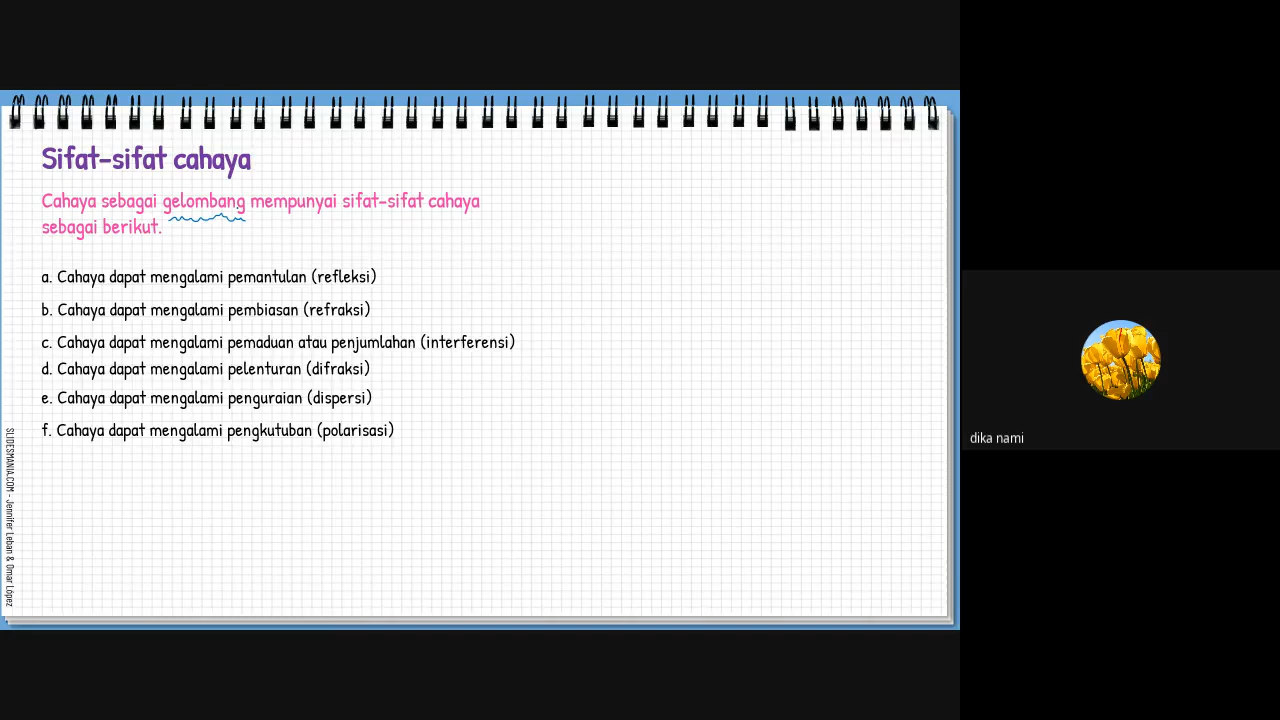 Sifat-sifat cahaya
Cahaya sebagai gelombang mempunyai sifat-sifat cahaya
sebagai berikut.
a. Cahaya dapat mengalami pemantulan (refleksi)
b. Cahaya dapat mengalami pembiasan (refraksi)
c. Cahaya dapat mengalami pemaduan atau penjumlahan (interferensi)
d. Cahaya dapat mengalami pelenturan (difraksi)
e. Cahaya dapat mengalami penguraian (dispersi)
f. Cahaya dapat mengalami pengkutuban (polarisasi)
SLIDESMANIA.COM - Jennifer Leban & Omar López
dika nami